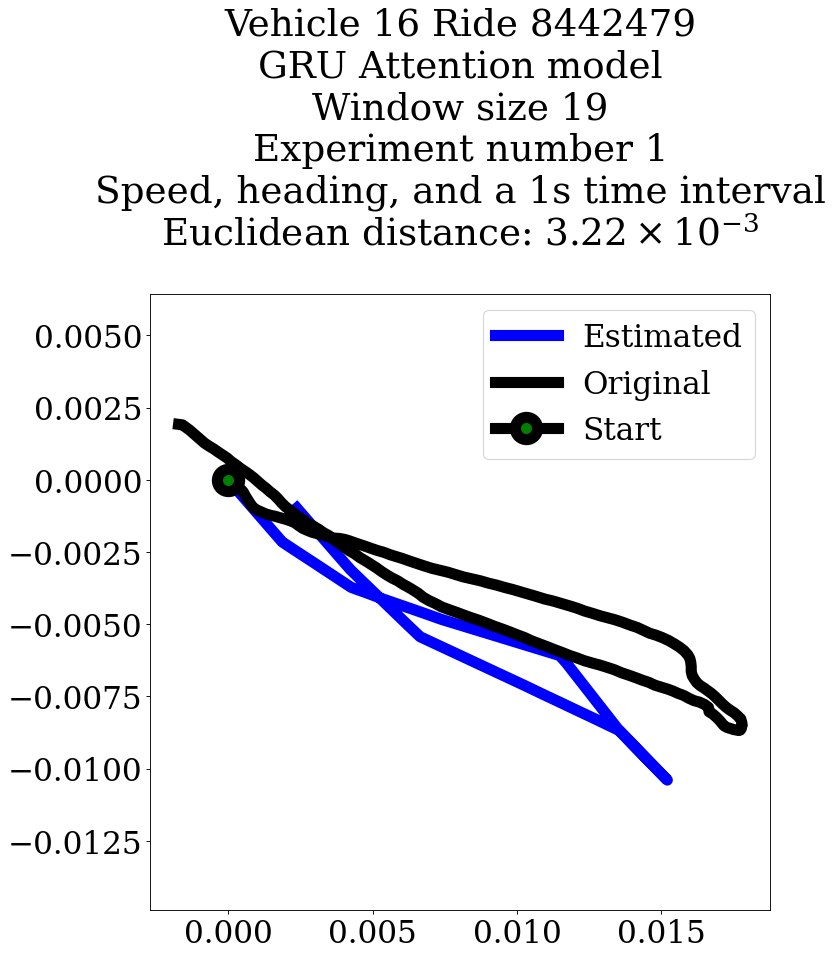 Vehicle 16 Ride 8442479
GRU Attention model
Window size 19
Experiment number 1
Speed, heading, and a 1s time interval
Euclidean distance: 3.22 × 10⁻³
Estimated
Original
Start
0.0050
0.0025
0.0000
−0.0025
−0.0050
−0.0075
−0.0100
−0.0125
0.000 0.005 0.010 0.015